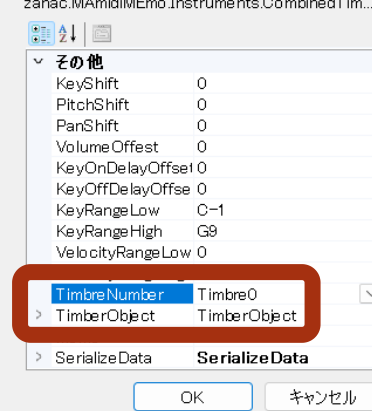 zanac.MAmidiMEmo.Instruments.CombinedTim...
その他
KeyShift 0
PitchShift 0
PanShift 0
VolumeOffest 0
KeyOnDelayOffset 0
KeyOffDelayOffse 0
KeyRangeLow C-1
KeyRangeHigh G9
VelocityRangeLow 0
TimbreNumber Timbre0
TimberObject TimberObject
SerializeData SerializeData
OK キャンセル